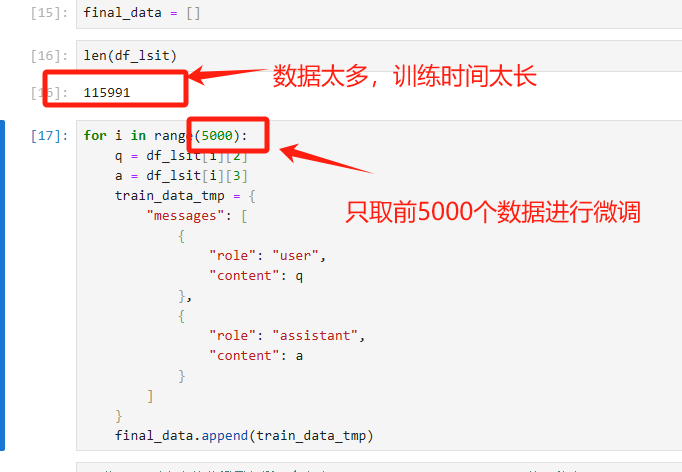 [15]: final_data = []
[16]: len(df_lsit)
数据太多，训练时间太长
[16]: 115991
[17]: for i in range(5000):
q = df_lsit[i][2]
a = df_lsit[i][3]
train_data_tmp = {
只取前5000个数据进行微调
"messages": [
{
"role": "user",
"content": q
},
{
"role": "assistant",
"content": a
}
]
}
final_data.append(train_data_tmp)